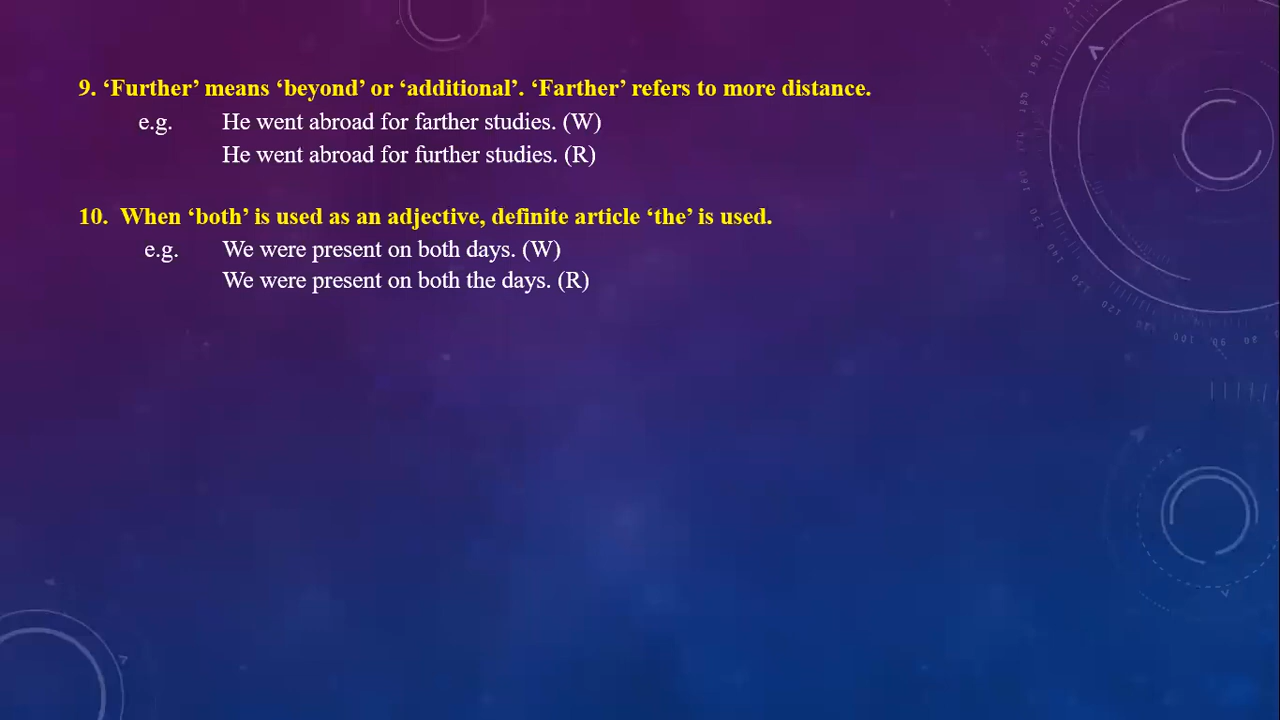 9. ‘Further’ means ‘beyond’ or ‘additional’. ‘Farther’ refers to more distance.
e.g. He went abroad for farther studies. (W)
He went abroad for further studies. (R)
10. When ‘both’ is used as an adjective, definite article ‘the’ is used.
e.g. We were present on both days. (W)
We were present on both the days. (R)